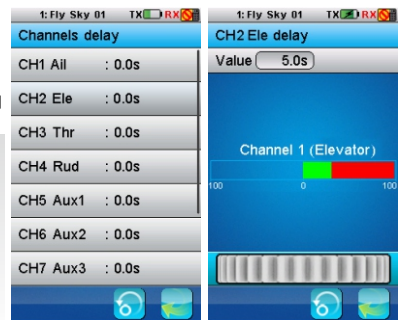 1: Fly Sky 01 TX RX
Channels delay
CH1 Ail : 0.0s
CH2 Ele : 0.0s
CH3 Thr : 0.0s
CH4 Rud : 0.0s
CH5 Aux1 : 0.0s
CH6 Aux2 : 0.0s
CH7 Aux3 : 0.0s
1: Fly Sky 01 TX RX
CH2 Ele delay
Value 5.0s
Channel 1 (Elevator)
100 0 100